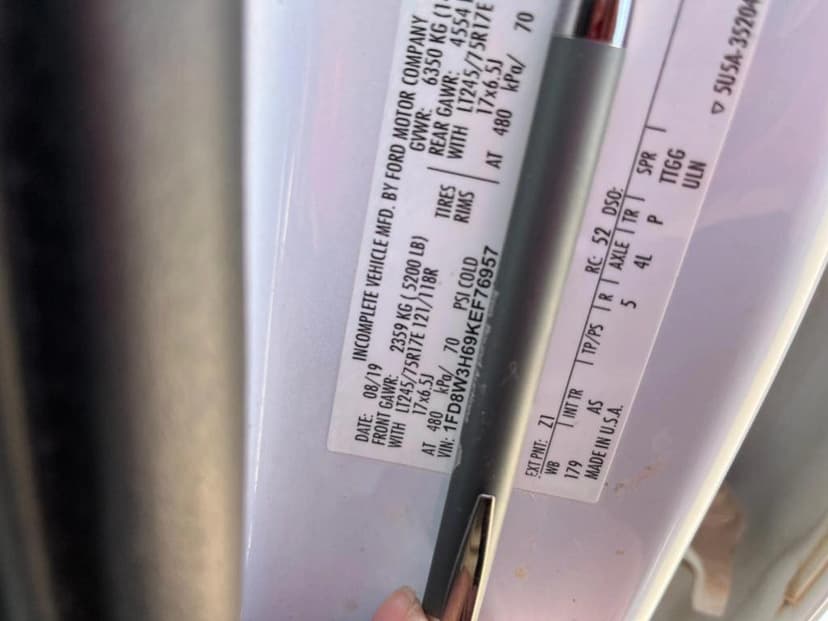 INCOMPLETE VEHICLE MFD. BY FORD MOTOR COMPANY
DATE: 08/19 GVWR: 6350 KG
FRONT GAWR: 2359 KG ( 5200 LB) REAR GAWR: 4554
WITH LT245/75R17E 121/118R TIRES WITH LT245/75R17E
17x6.5J RIMS 17x6.5J
AT 480 kPa/ 70 PSI COLD AT 480 kPa/ 70
VIN: 1FD8W3H69KEF76957
EXT PNT: Z1 RC: 52 DSO:
WB | INT TR | TP/PS | R | AXLE | TR | SPR |
179 AS 5 4L P TTGG
MADE IN U.S.A. ULN
5U5A-35204